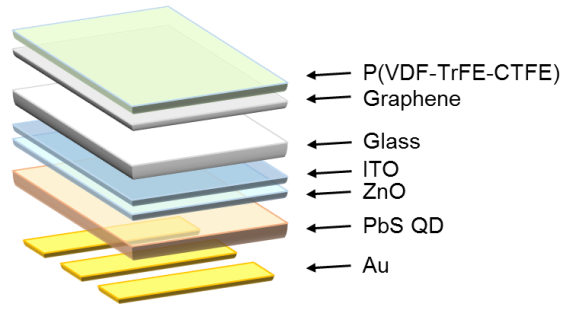 P(VDF-TrFE-CTFE)
Graphene
Glass
ITO
ZnO
PbS QD
Au